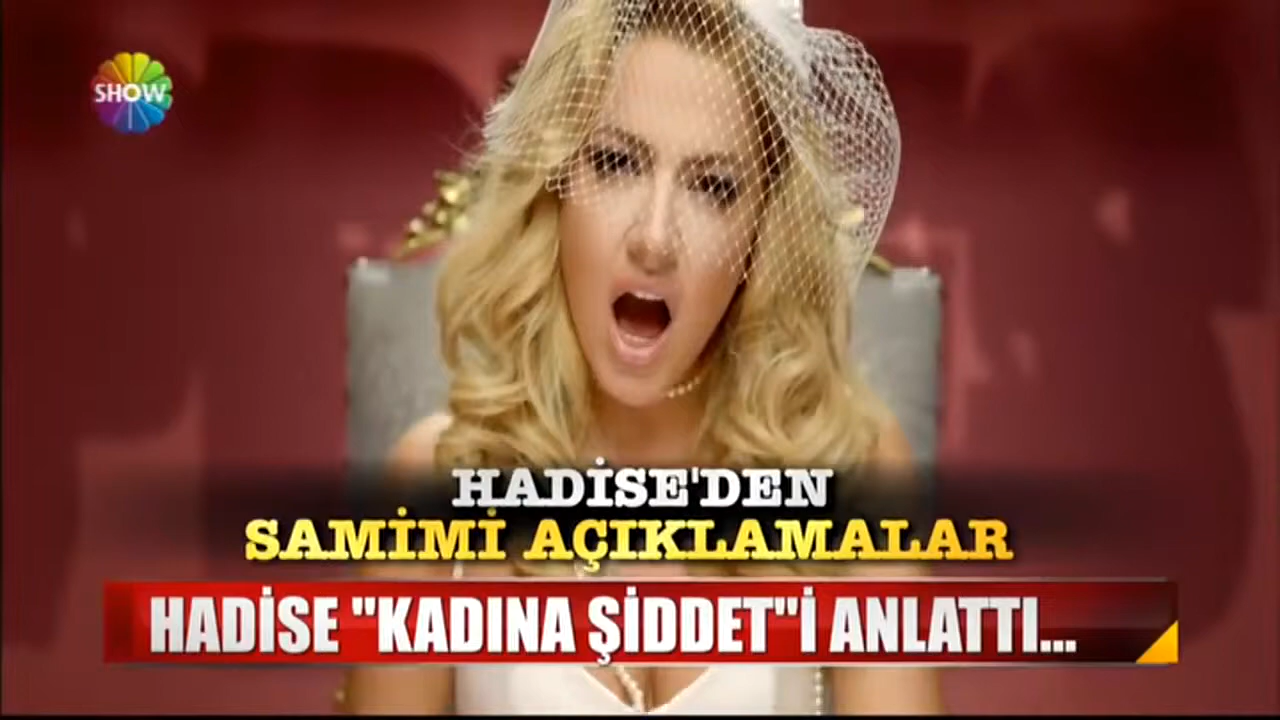 SHOW
HADİSE'DEN
SAMİMİ AÇIKLAMALAR
HADİSE "KADINA ŞİDDET"İ ANLATTI...